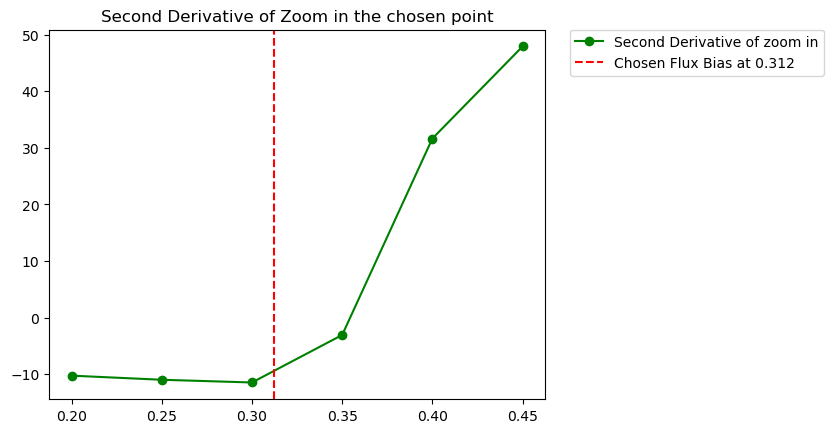 Second Derivative of Zoom in the chosen point
Second Derivative of zoom in
Chosen Flux Bias at 0.312
50
40
30
20
10
0
−10
0.20 0.25 0.30 0.35 0.40 0.45